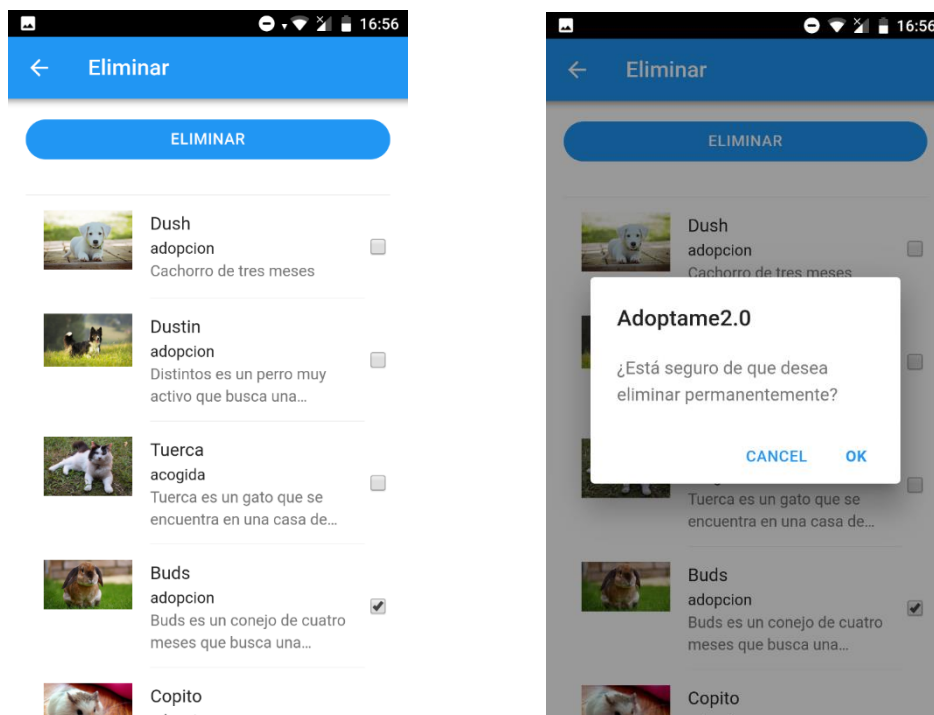 16:56
Eliminar
ELIMINAR
Dush
adopcion
Cachorro de tres meses
Dustin
adopcion
Distintos es un perro muy
activo que busca una...
Tuerca
acogida
Tuerca es un gato que se
encuentra en una casa de...
Buds
adopcion
Buds es un conejo de cuatro
meses que busca una...
Copito
16:56
Eliminar
ELIMINAR
Dush
adopcion
Cachorro de tres meses
Adoptame2.0
¿Está seguro de que desea
eliminar permanentemente?
CANCEL OK
Tuerca es un gato que se
encuentra en una casa de...
Buds
adopcion
Buds es un conejo de cuatro
meses que busca una...
Copito